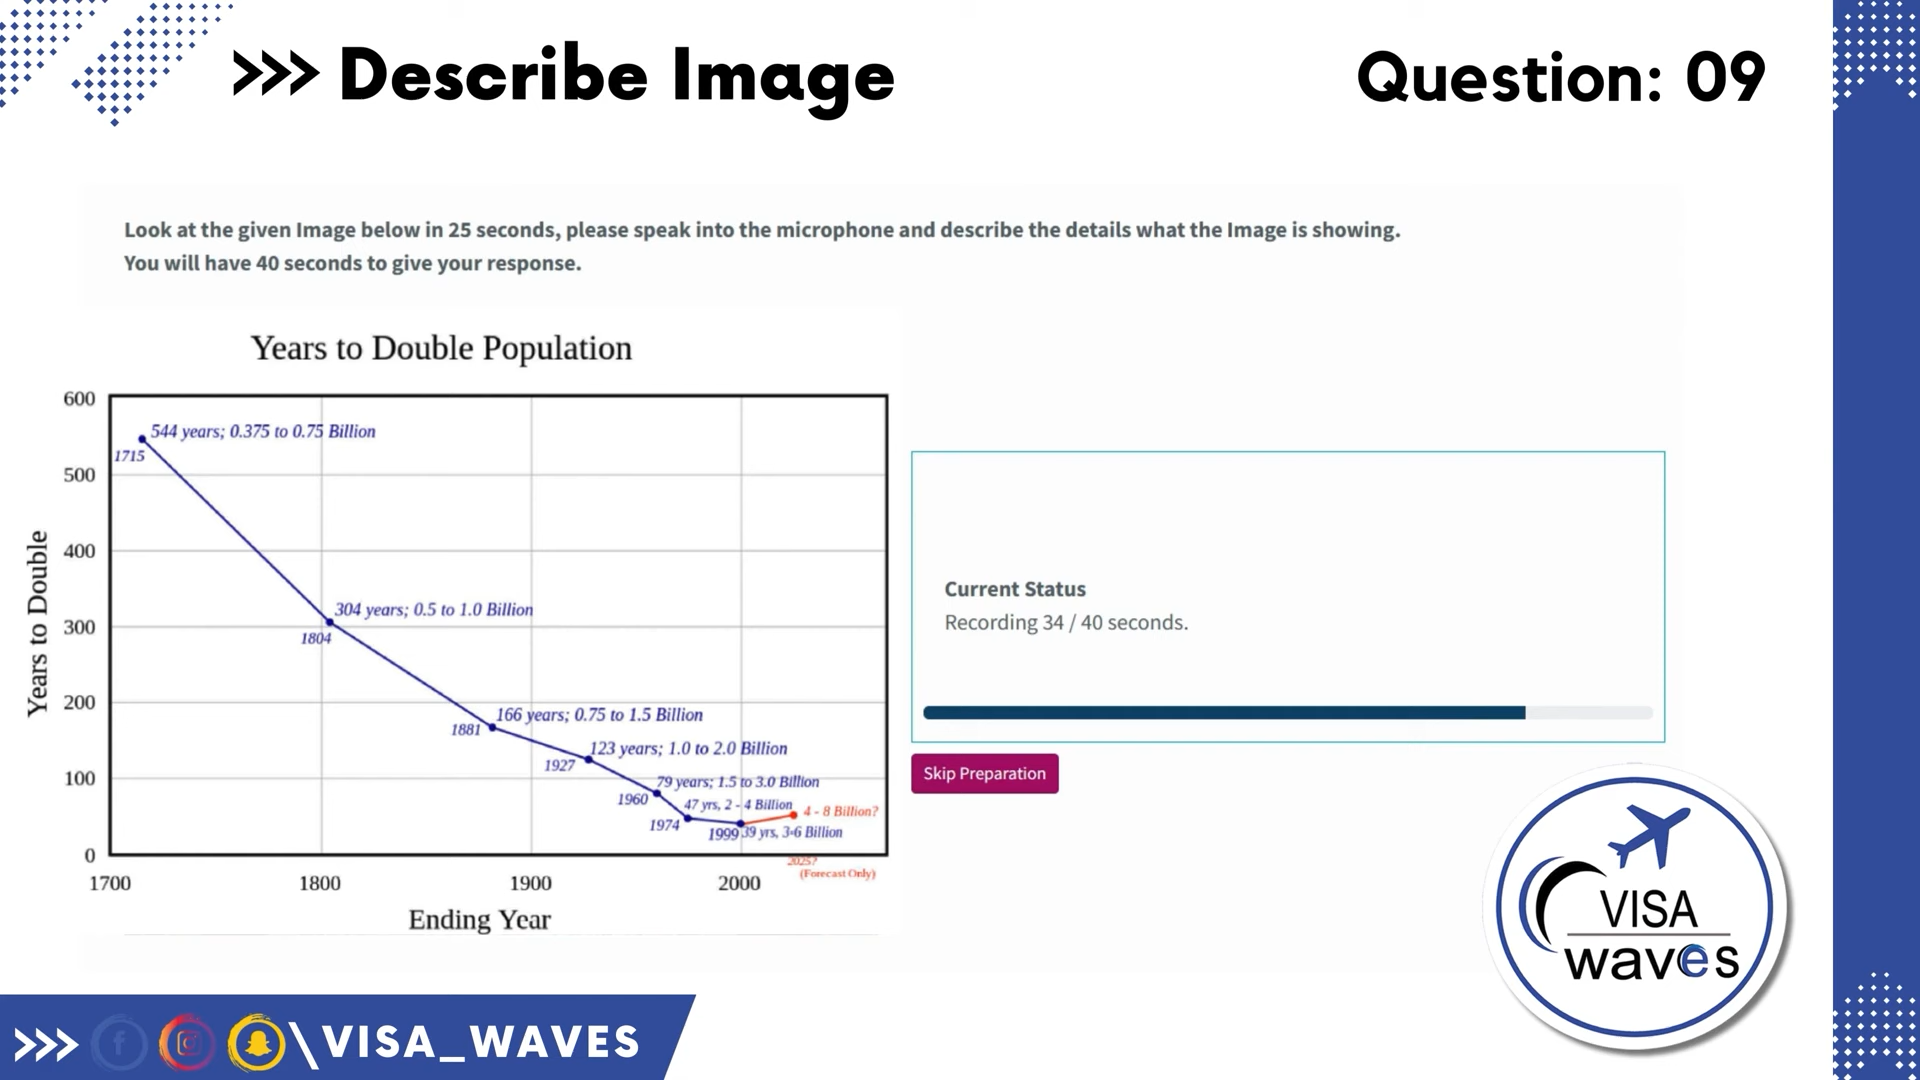 >>> Describe Image
Question: 09
Look at the given Image below in 25 seconds, please speak into the microphone and describe the details what the Image is showing.
You will have 40 seconds to give your response.
Years to Double Population
600
500
400
300
200
100
0
Years to Double
544 years; 0.375 to 0.75 Billion
1715
304 years; 0.5 to 1.0 Billion
1804
166 years; 0.75 to 1.5 Billion
1881
123 years; 1.0 to 2.0 Billion
1927
79 years; 1.5 to 3.0 Billion
1960
47 yrs, 2 - 4 Billion
1974
4 - 8 Billion?
1999
39 yrs, 3-6 Billion
2025?
(Forecast Only)
1700
1800
1900
2000
Ending Year
Current Status
Recording 34 / 40 seconds.
Skip Preparation
VISA
waves
>>> \VISA_WAVES